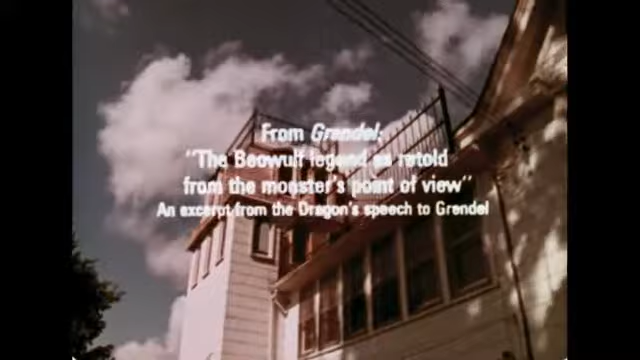 From Grendel:
"The Beowulf legend as retold
from the monster's point of view"
An excerpt from the Dragon's speech to Grendel